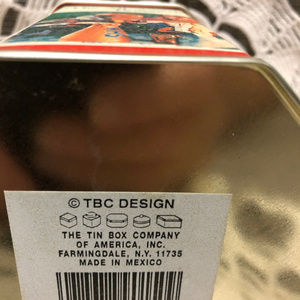 © TBC DESIGN
THE TIN BOX COMPANY
OF AMERICA, INC.
FARMINGDALE, N.Y. 11735
MADE IN MEXICO